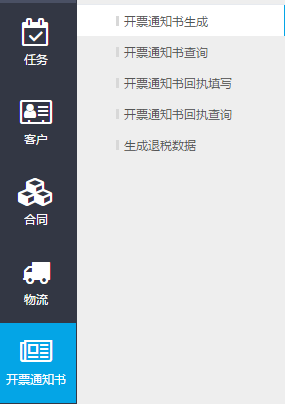 任务
客户
合同
物流
开票通知书
开票通知书生成
开票通知书查询
开票通知书回执填写
开票通知书回执查询
生成退税数据